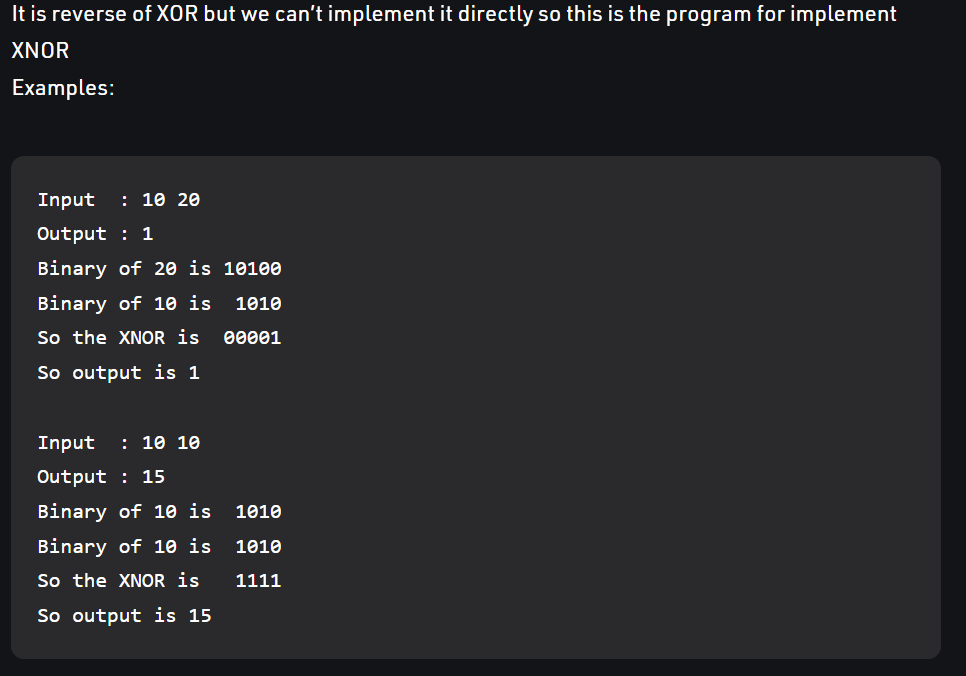 It is reverse of XOR but we can’t implement it directly so this is the program for implement
XNOR
Examples:
Input  : 10 20
Output : 1
Binary of 20 is 10100
Binary of 10 is  1010
So the XNOR is  00001
So output is 1
Input  : 10 10
Output : 15
Binary of 10 is  1010
Binary of 10 is  1010
So the XNOR is   1111
So output is 15